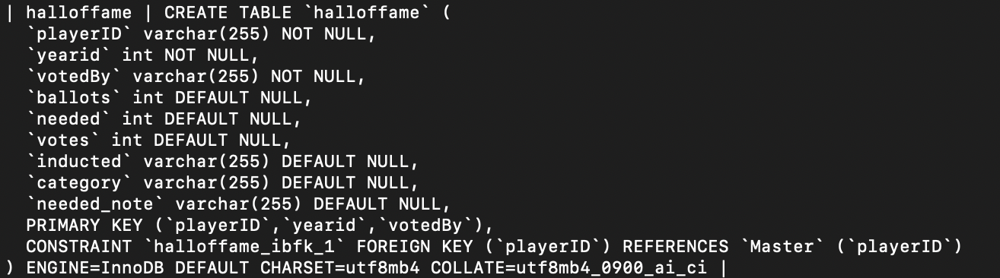 | halloffame | CREATE TABLE `halloffame` (
  `playerID` varchar(255) NOT NULL,
  `yearid` int NOT NULL,
  `votedBy` varchar(255) NOT NULL,
  `ballots` int DEFAULT NULL,
  `needed` int DEFAULT NULL,
  `votes` int DEFAULT NULL,
  `inducted` varchar(255) DEFAULT NULL,
  `category` varchar(255) DEFAULT NULL,
  `needed_note` varchar(255) DEFAULT NULL,
  PRIMARY KEY (`playerID`,`yearid`,`votedBy`),
  CONSTRAINT `halloffame_ibfk_1` FOREIGN KEY (`playerID`) REFERENCES `Master` (`playerID`)
) ENGINE=InnoDB DEFAULT CHARSET=utf8mb4 COLLATE=utf8mb4_0900_ai_ci |